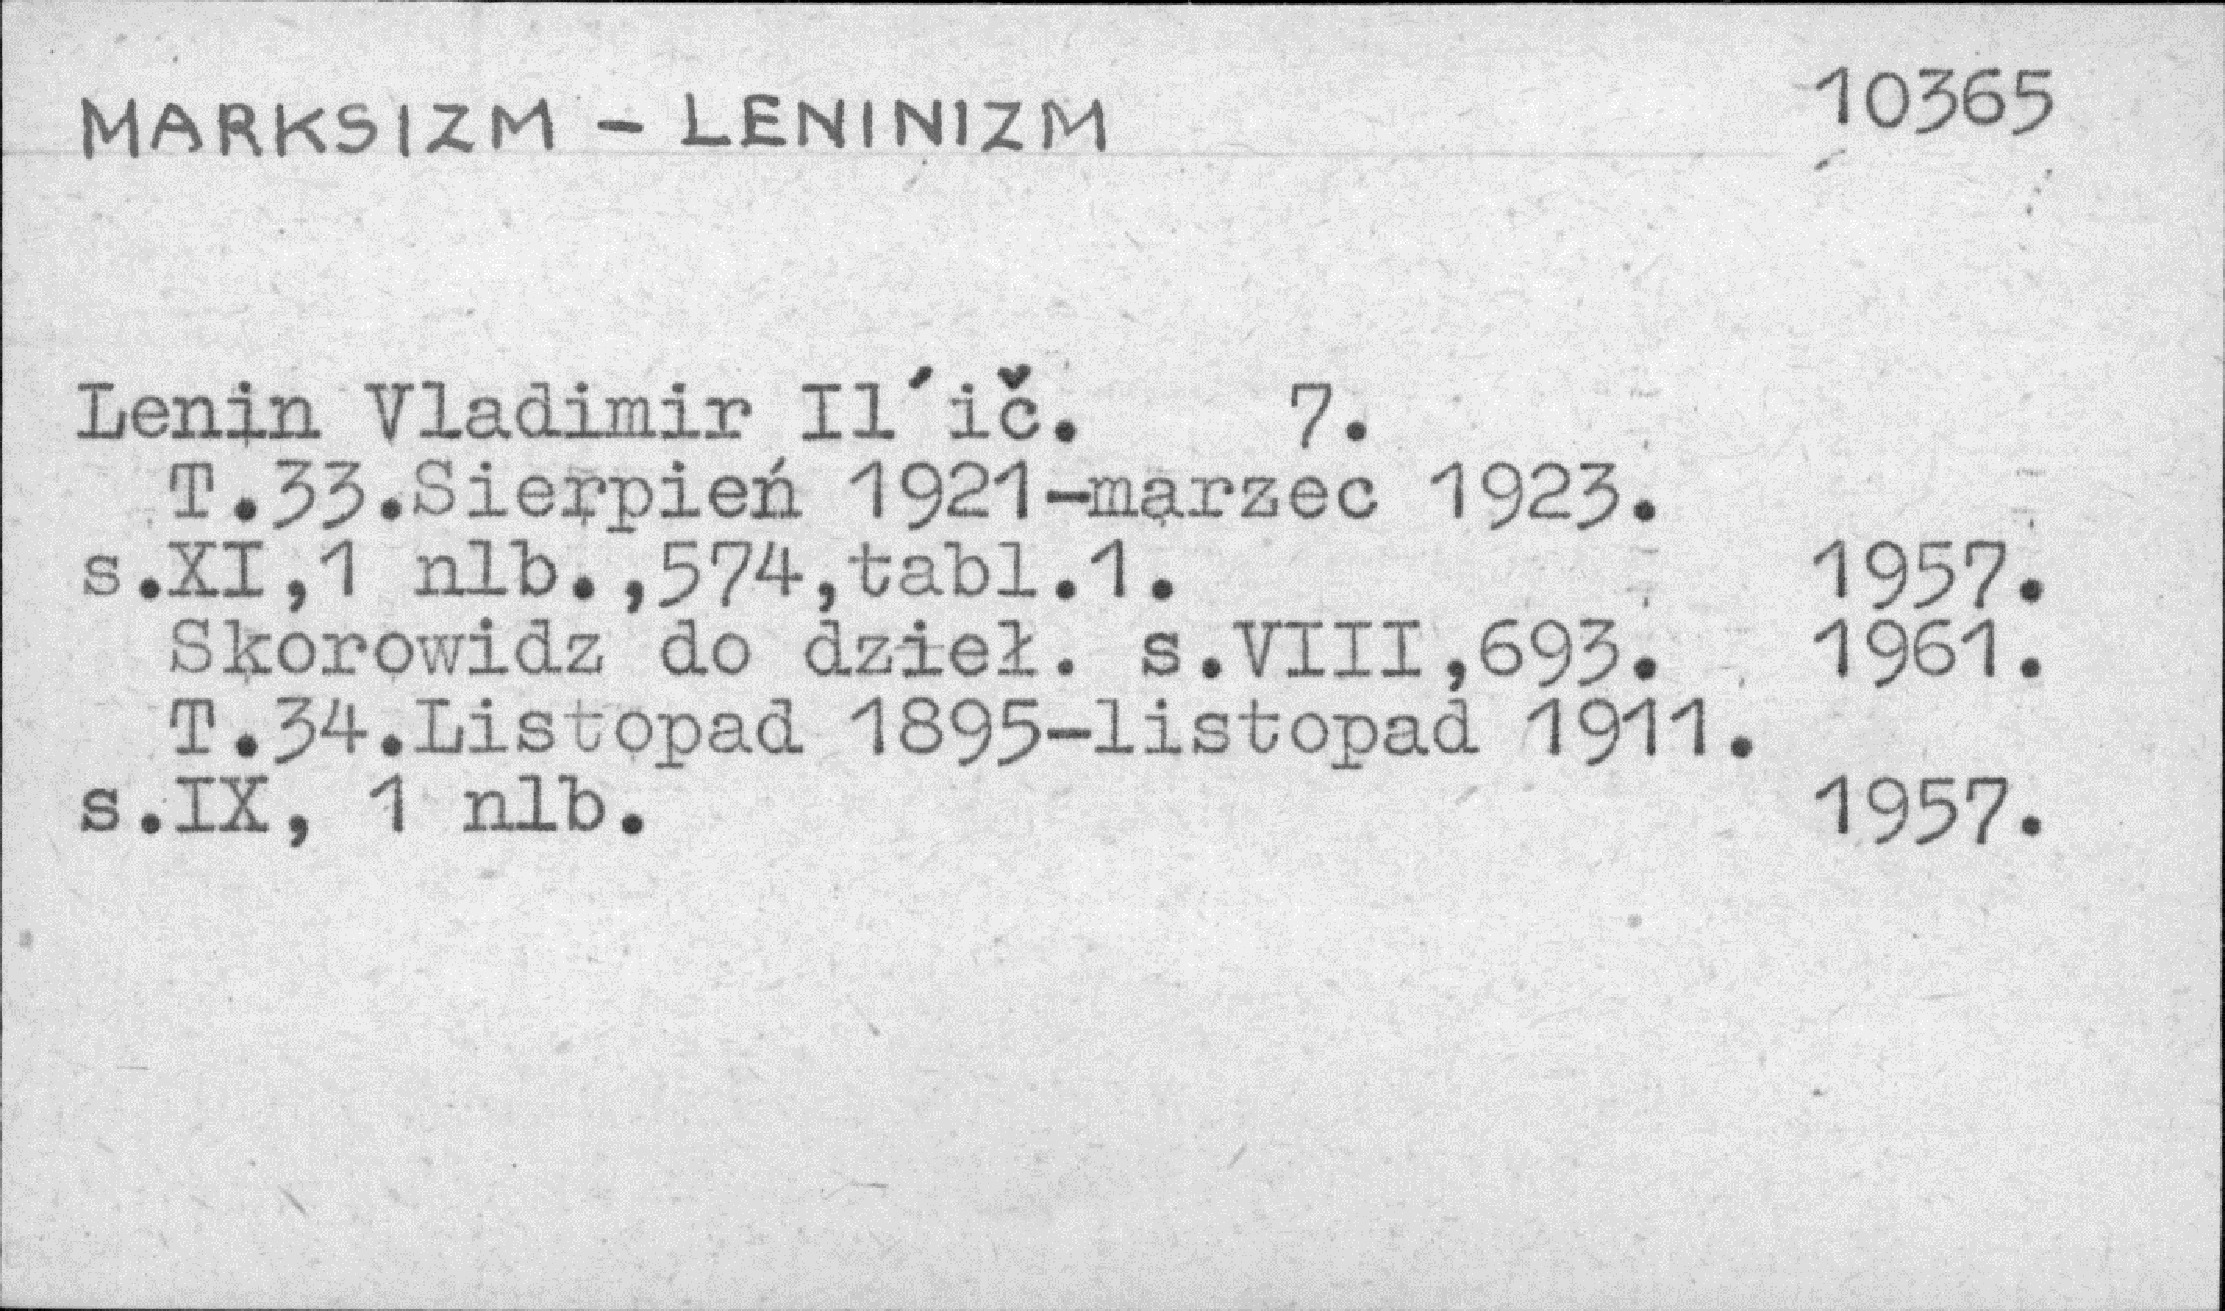 MARKSIZM - LENINIZM 10365
Lenin Vladimir Il´ič. 7.
T.33.Sierpień 1921-marzec 1923.
s.XI,1 nlb.,574,tabl.1. 1957.
Skorowidz do dzieł. s.VIII,693. 1961.
T.34.Listopad 1895-listopad 1911.
s.IX, 1 nlb. 1957.